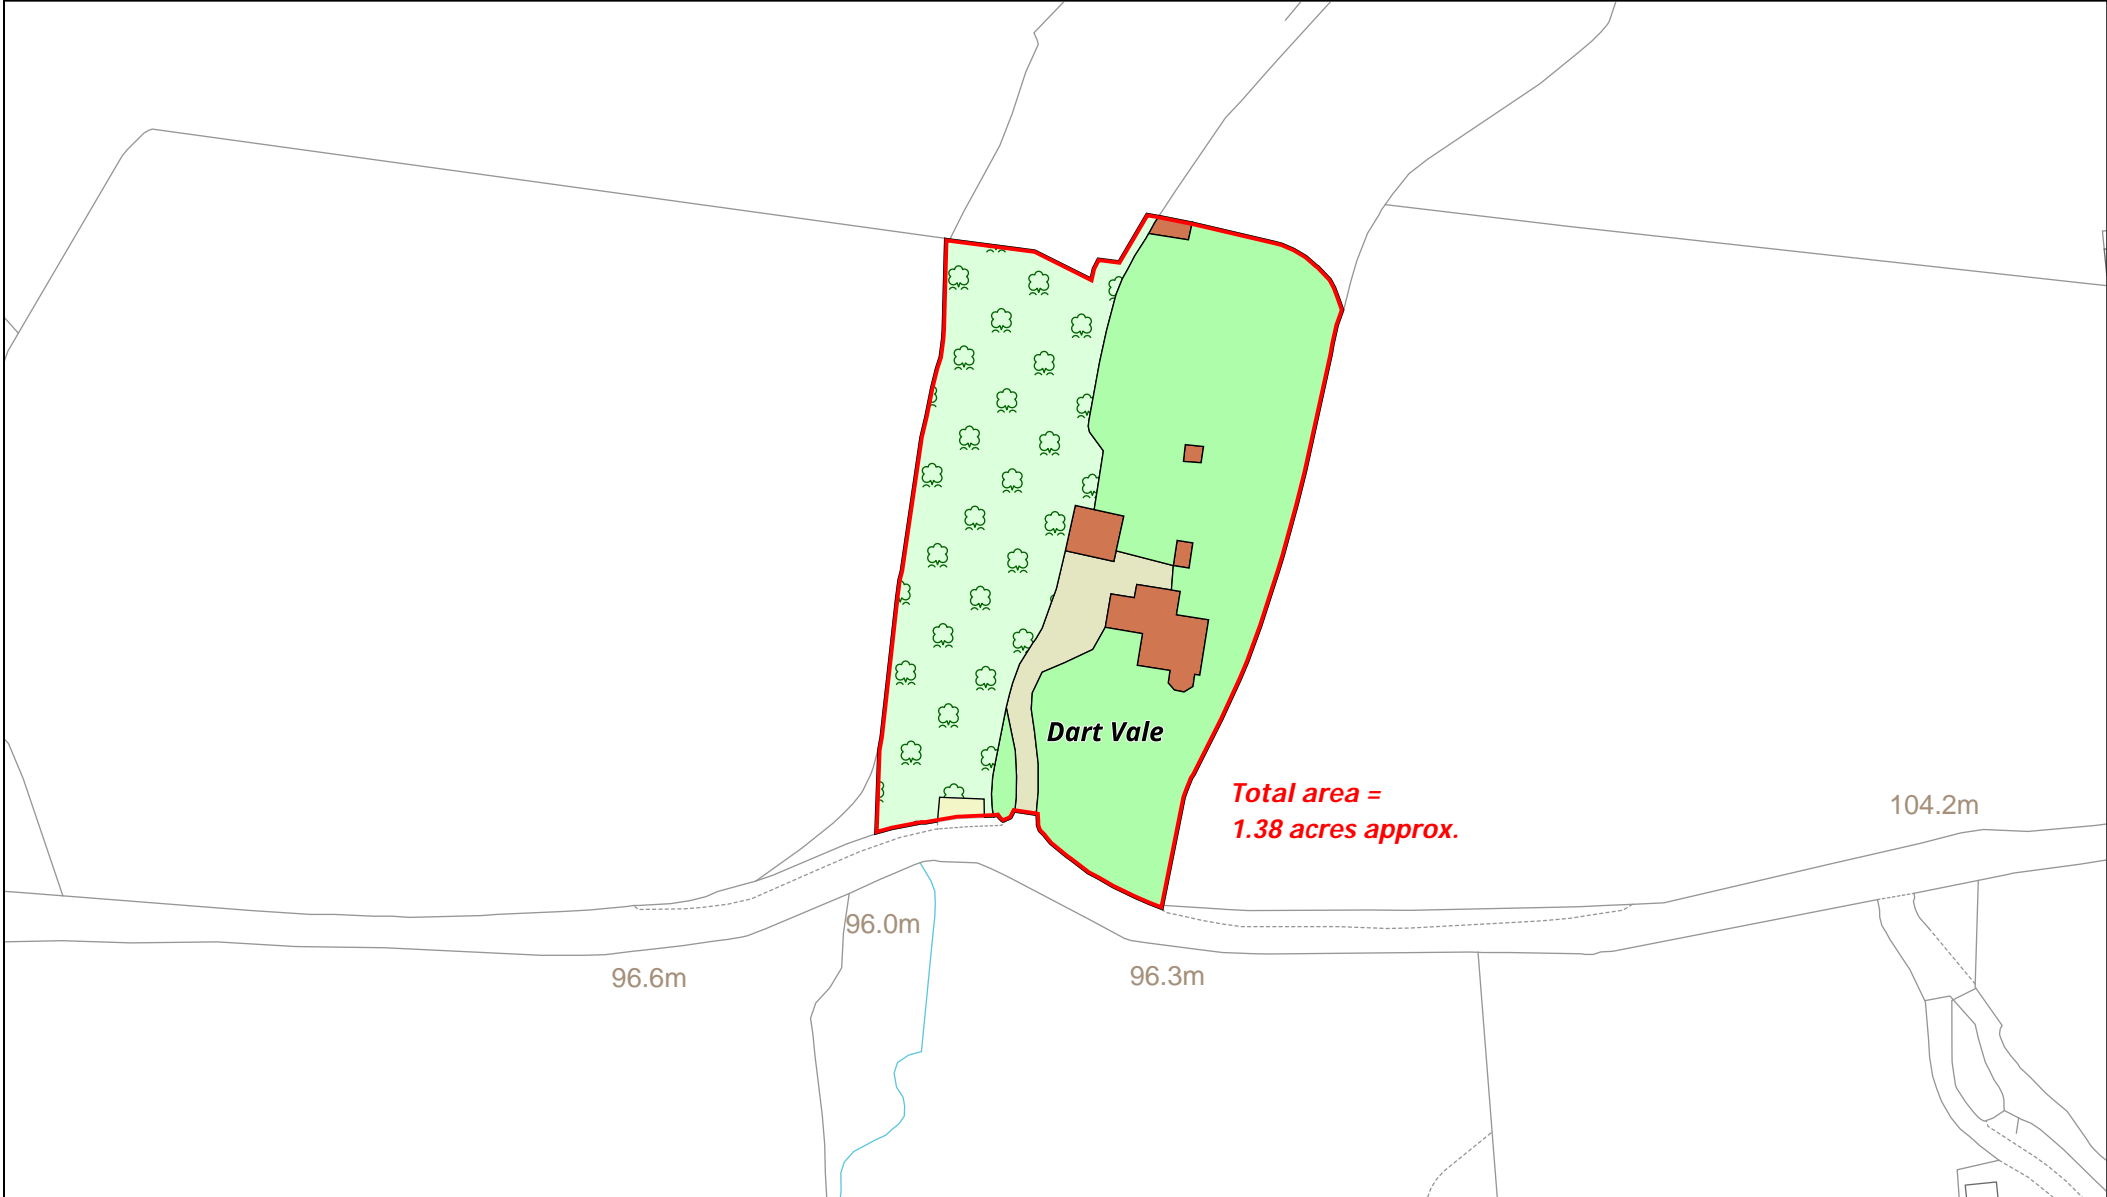 Dart Vale
Total area =
1.38 acres approx.
104.2m
96.0m
96.6m
96.3m